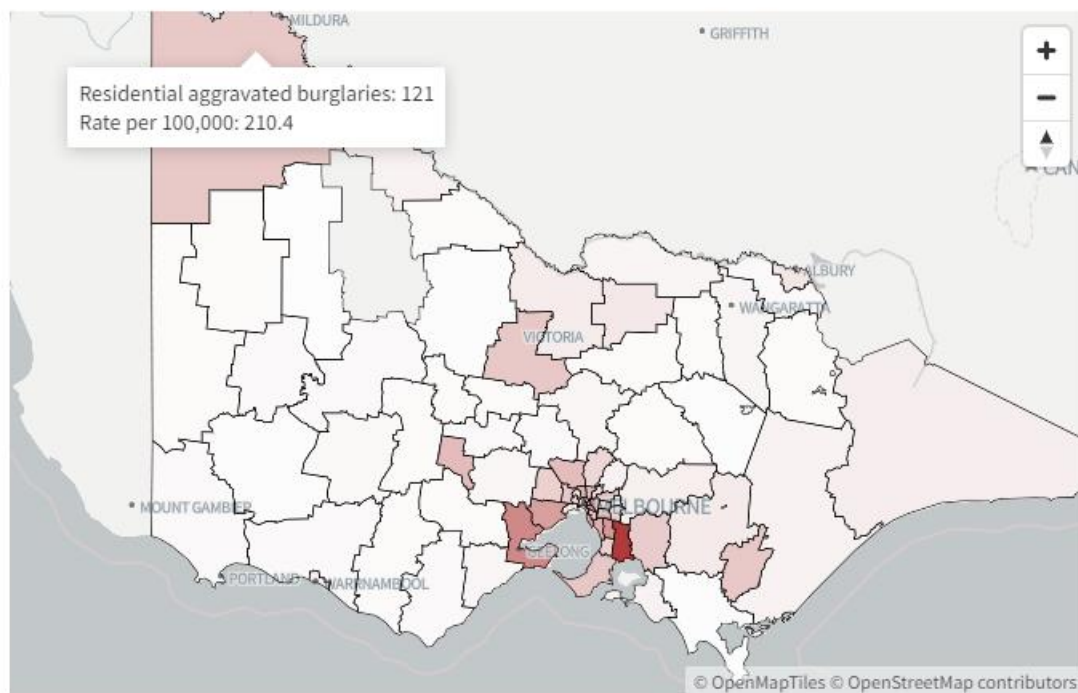 MILDURA
GRIFFITH
Residential aggravated burglaries: 121
Rate per 100,000: 210.4
ALBURY
WANGARATTA
VICTORIA
MOUNT GAMBIER
GEELONG
PORTLAND
WARRNAMBOOL
© OpenMapTiles © OpenStreetMap contributors